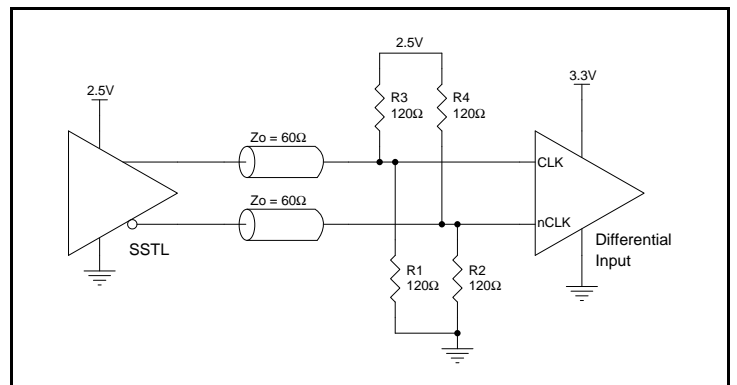 2.5V
2.5V
3.3V
R3
120Ω
R4
120Ω
Zo = 60Ω
CLK
Zo = 60Ω
nCLK
SSTL
Differential
Input
R1
120Ω
R2
120Ω